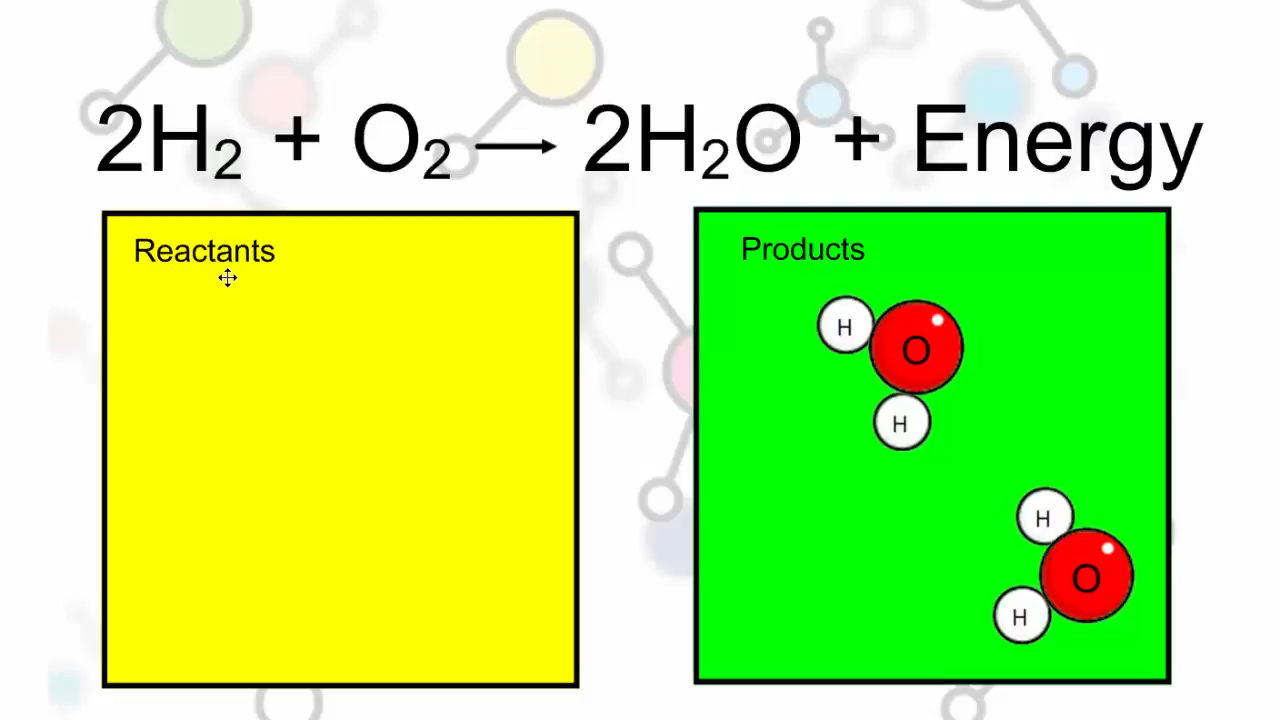 2H₂ + O₂ → 2H₂O + Energy
Reactants
Products
H O
H
H
O
H